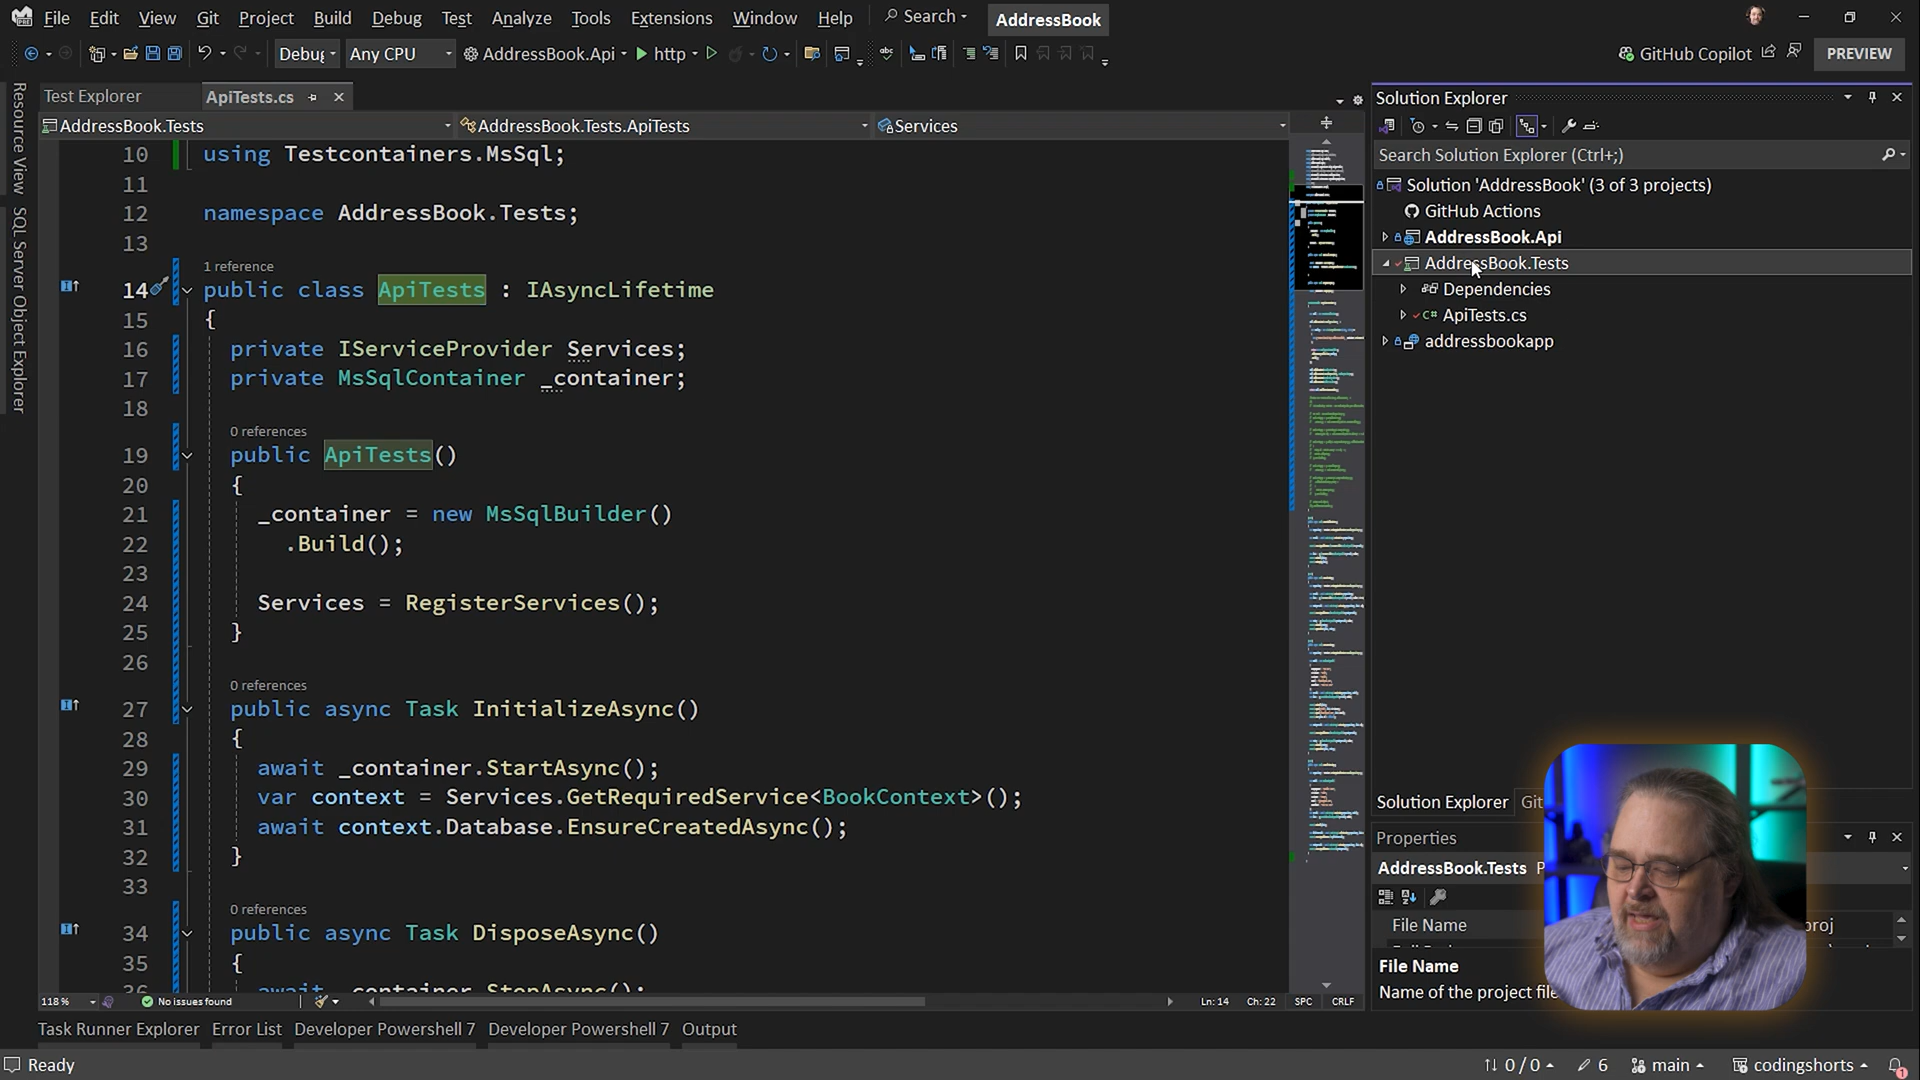 File Edit View Git Project Build Debug Test Analyze Tools Extensions Window Help Search AddressBook
Debug Any CPU AddressBook.Api http GitHub Copilot PREVIEW
Resource View
SQL Server Object Explorer
Test Explorer ApiTests.cs
AddressBook.Tests AddressBook.Tests.ApiTests Services
10 using Testcontainers.MsSql;
11
12 namespace AddressBook.Tests;
13
1 reference
14 public class ApiTests : IAsyncLifetime
15 {
16 private IServiceProvider Services;
17 private MsSqlContainer _container;
18
0 references
19 public ApiTests()
20 {
21 _container = new MsSqlBuilder()
22 .Build();
23
24 Services = RegisterServices();
25 }
26
0 references
27 public async Task InitializeAsync()
28 {
29 await _container.StartAsync();
30 var context = Services.GetRequiredService<BookContext>();
31 await context.Database.EnsureCreatedAsync();
32 }
33
0 references
34 public async Task DisposeAsync()
35 {
36 await _container.StopAsync();
118 % No issues found Ln: 14 Ch: 22 SPC CRLF
Solution Explorer
Search Solution Explorer (Ctrl+;)
Solution 'AddressBook' (3 of 3 projects)
GitHub Actions
AddressBook.Api
AddressBook.Tests
Dependencies
ApiTests.cs
addressbookapp
Solution Explorer
Properties
AddressBook.Tests
File Name
File Name
Name of the project file
Task Runner Explorer Error List Developer Powershell 7 Developer Powershell 7 Output
Ready 0 / 0 6 main codingshorts 1